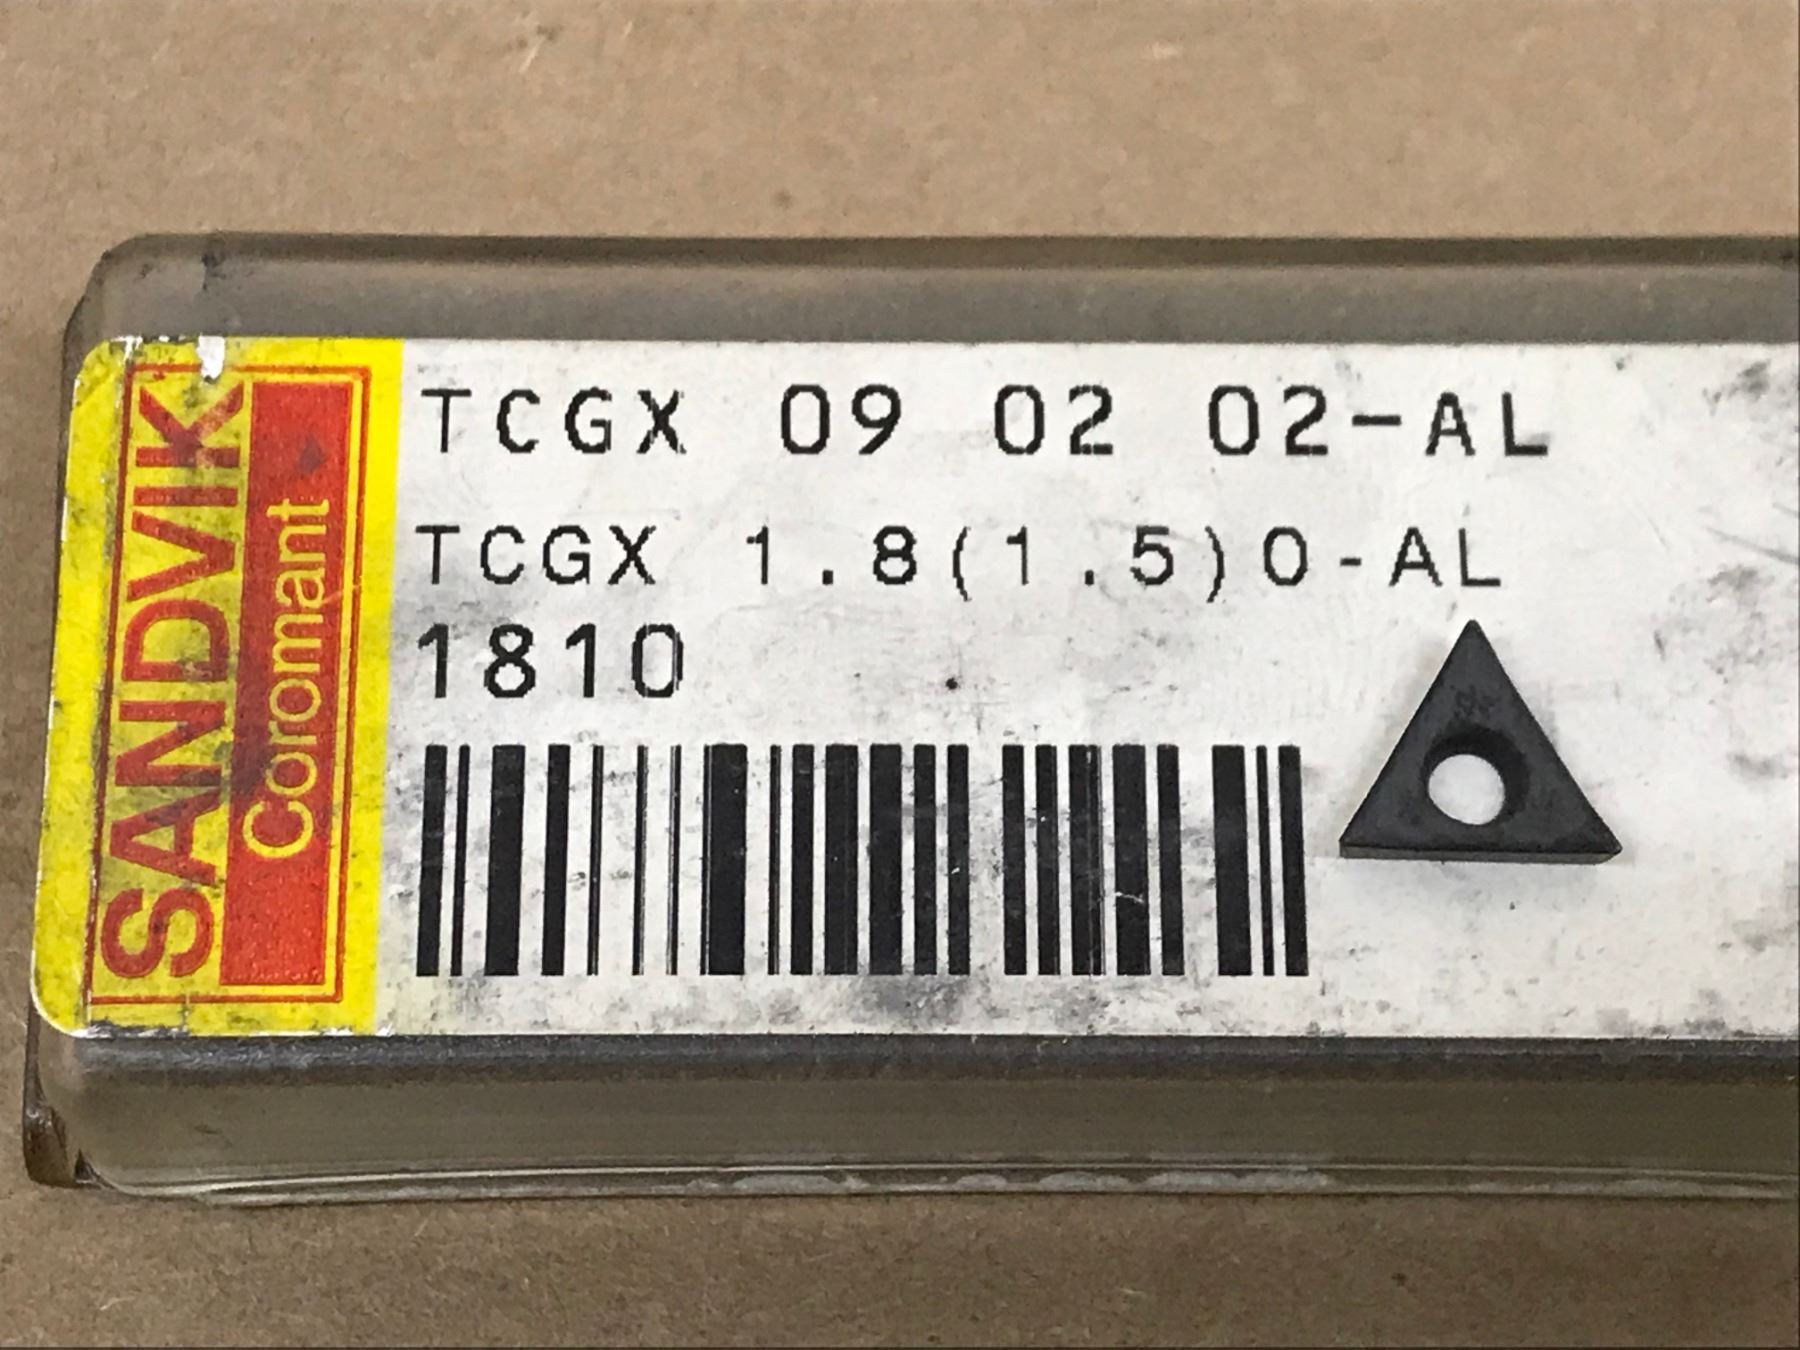 SANDVIK
Coromant
TCGX 09 02 02-AL
TCGX 1.8(1.5)0-AL
1810